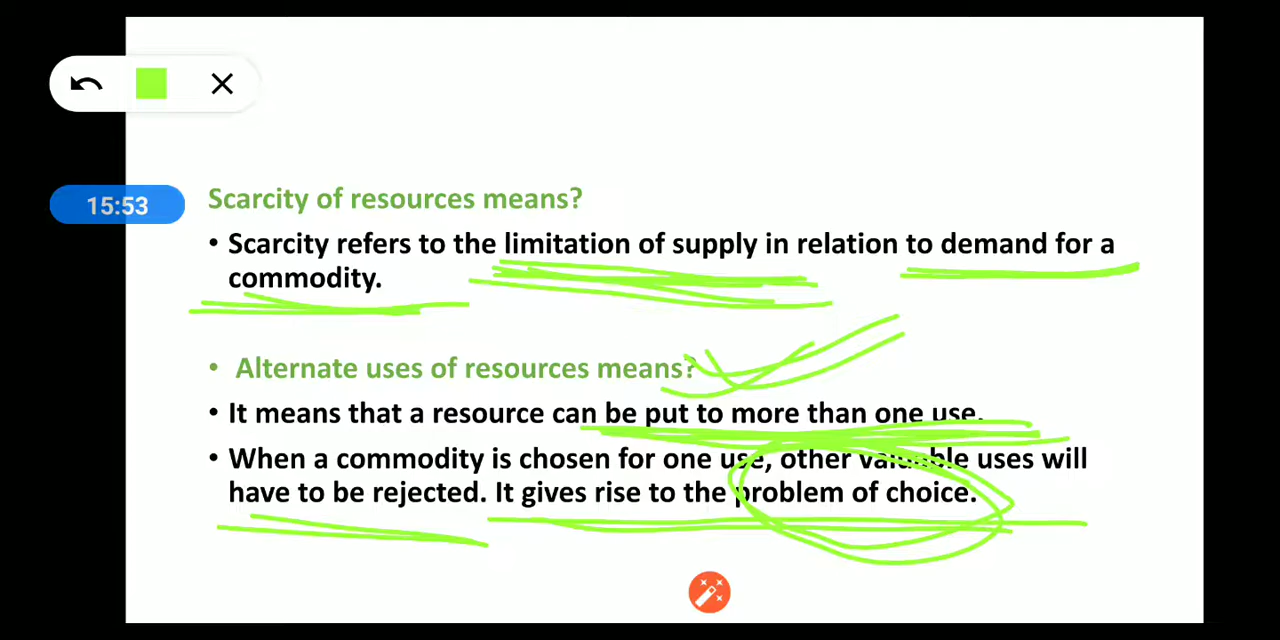 15:53
Scarcity of resources means?
• Scarcity refers to the limitation of supply in relation to demand for a
commodity.
• Alternate uses of resources means?
• It means that a resource can be put to more than one use.
• When a commodity is chosen for one use, other valuable uses will
have to be rejected. It gives rise to the problem of choice.